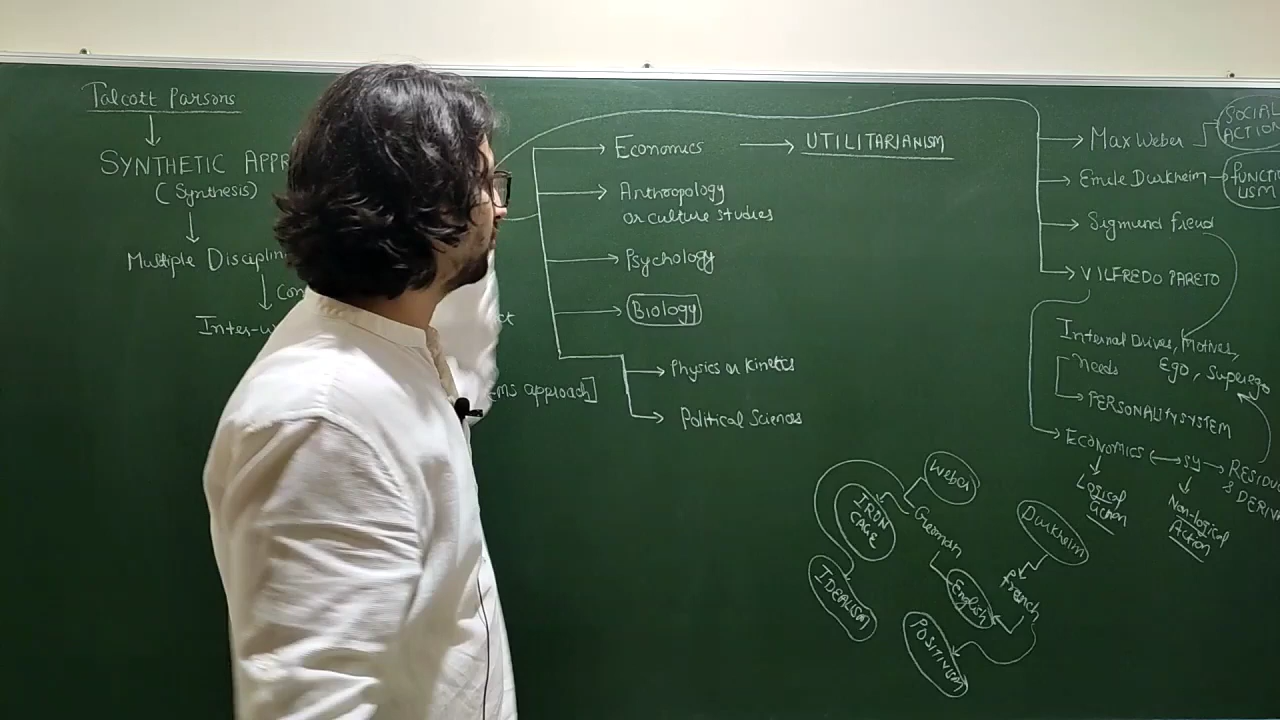 Talcott Parsons
SYNTHETIC APPR
(Synthesis)
Multiple Disciplin
Con
Inter-
EMS approach]
Economics
UTILITARIANISM
Anthropology
or culture studies
Psychology
Biology
Physics or Kinetics
Political Sciences
Max Weber
SOCIAL
ACTION
Emile Durkheim
FUNCTIO
LISM
Sigmund Freud
VILFREDO PARETO
Internal Drives, Motives,
Needs
Ego, Superego
PERSONALITY SYSTEM
ECONOMICS
SY
RESIDU
& DERIVA
Logical
Action
Non-logical
Action
Weber
IRON
CAGE
German
IDEALISM
Durkheim
French
English
POSITIVISM